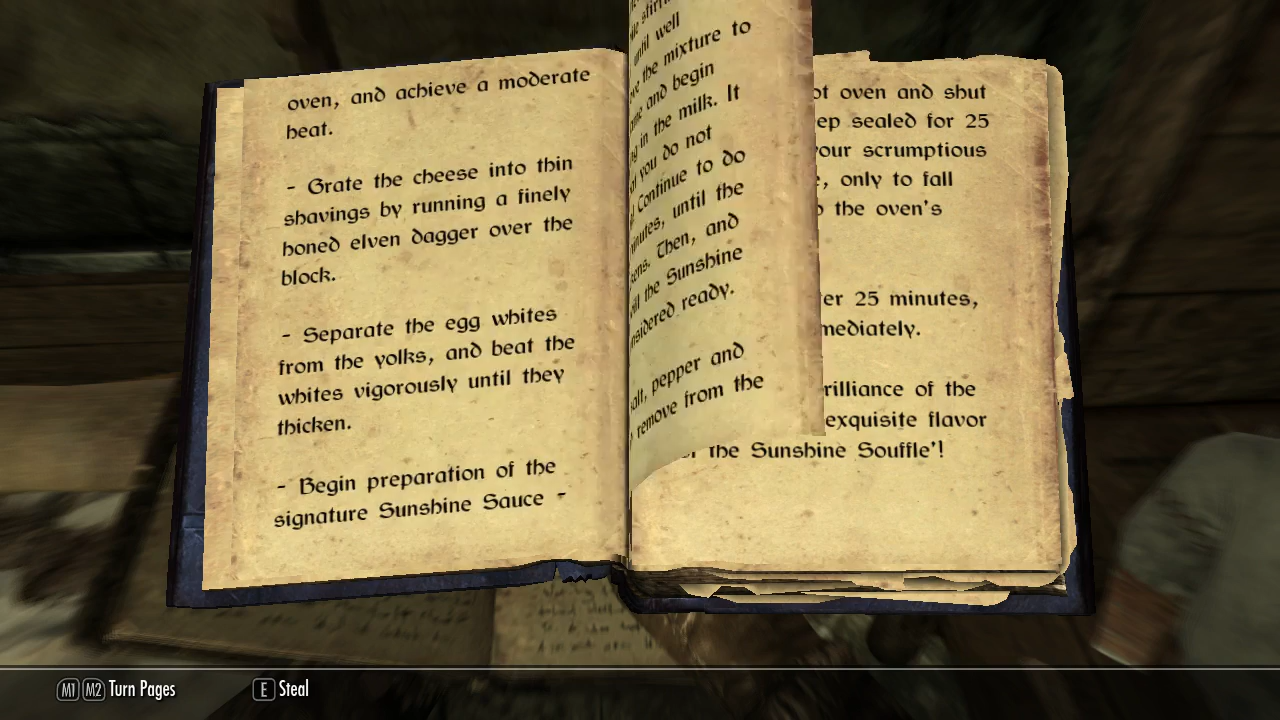 oven, and achieve a moderate
heat.
- Grate the cheese into thin
shavings by running a finely
honed elven dagger over the
block.
- Separate the egg whites
from the yolks, and beat the
whites vigorously until they
thicken.
- Begin preparation of the
signature Sunshine Sauce -
until well
the mixture to
and begin
in the milk. It
you do not
Continue to do
minutes, until the
Then, and
the Sunshine
considered ready.
salt, pepper and
remove from the
oven and shut
sealed for 25
your scrumptious
only to fall
the oven's
25 minutes,
exquisite flavor
of the
the Sunshine Souffle'!
M1 M2 Turn Pages
E Steal